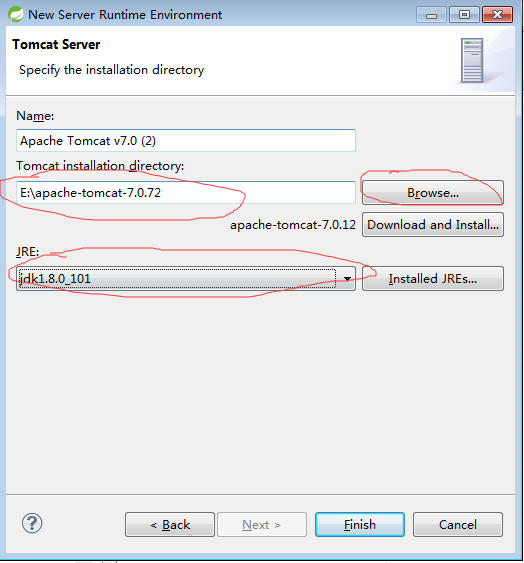 New Server Runtime Environment
Tomcat Server
Specify the installation directory
Name:
Apache Tomcat v7.0 (2)
Tomcat installation directory:
E:\apache-tomcat-7.0.72
Browse...
apache-tomcat-7.0.12
Download and Install...
JRE:
jdk1.8.0_101
Installed JREs...
?
< Back
Next >
Finish
Cancel